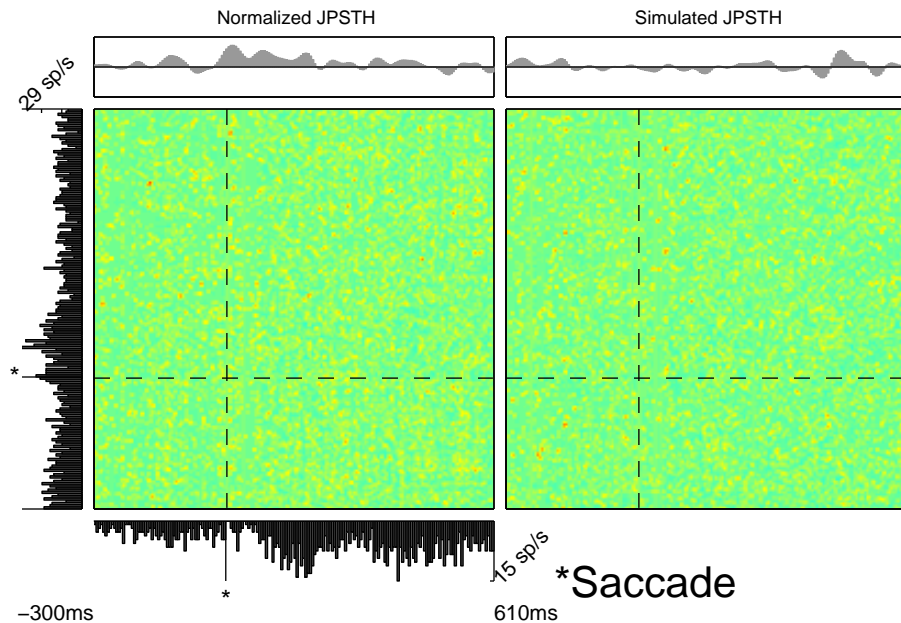 Normalized JPSTH
Simulated JPSTH
29 sp/s
*
15 sp/s
*Saccade
*
−300ms
610ms